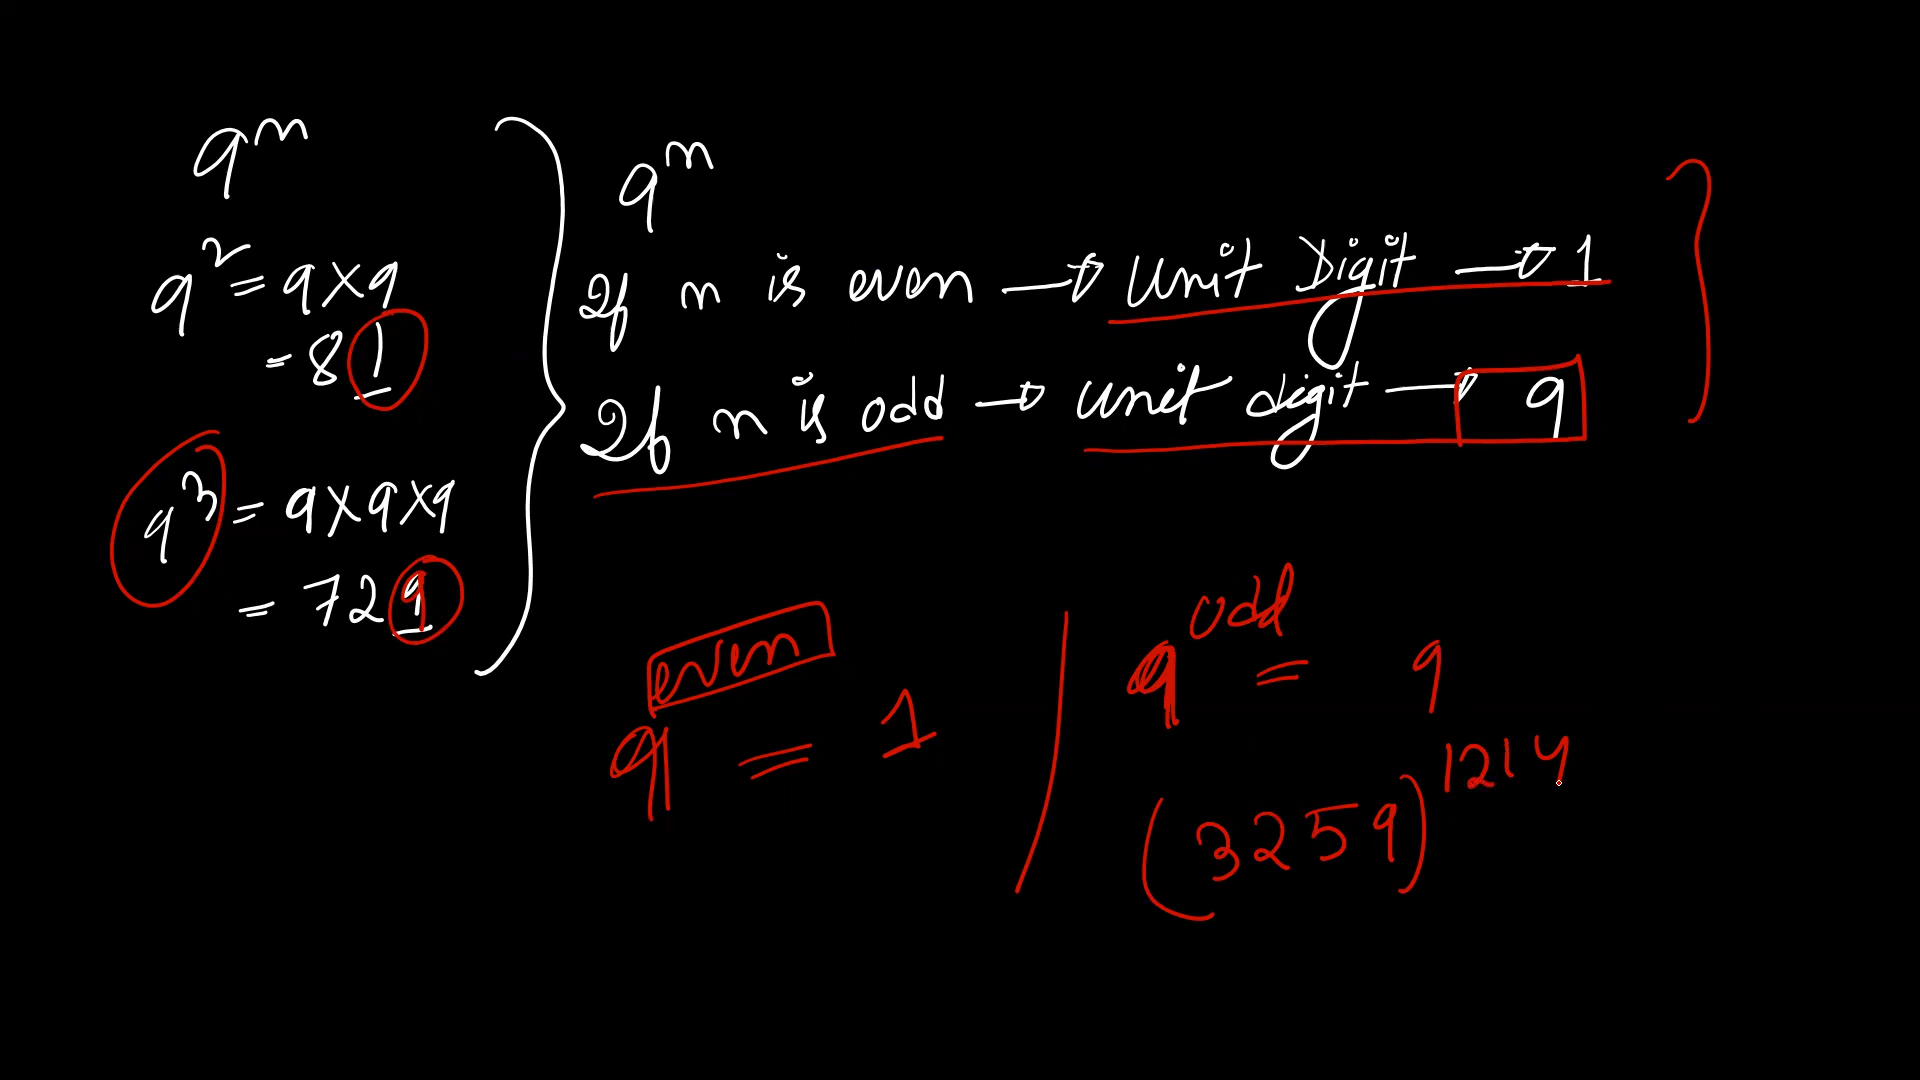 9^n
9^2 = 9×9
= 81
9^3 = 9×9×9
= 729
9^n
If n is even → Unit Digit → 1
If n is odd → unit digit → 9
9^even = 1
9^odd = 9
(3259)^1214